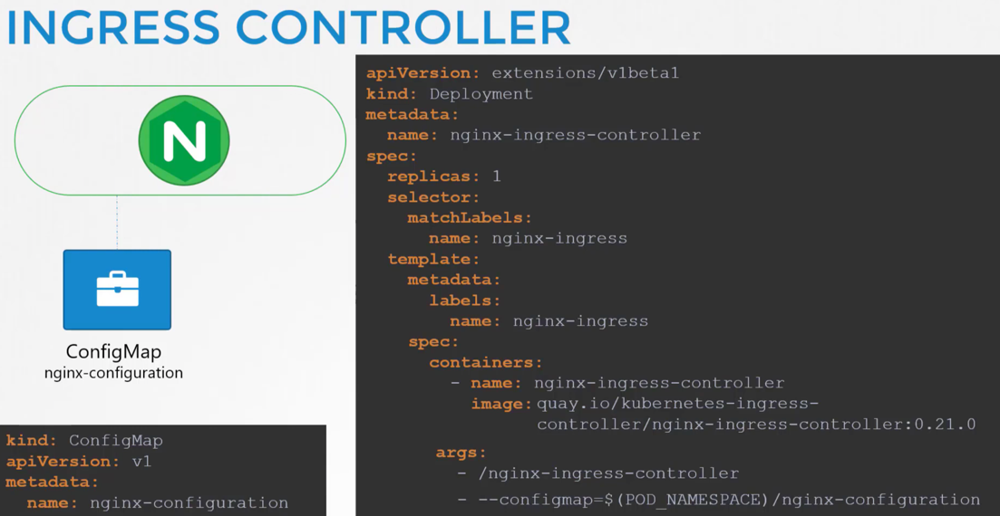 INGRESS CONTROLLER
N
ConfigMap
nginx-configuration
kind: ConfigMap
apiVersion: v1
metadata:
  name: nginx-configuration
apiVersion: extensions/v1beta1
kind: Deployment
metadata:
  name: nginx-ingress-controller
spec:
  replicas: 1
  selector:
    matchLabels:
      name: nginx-ingress
  template:
    metadata:
      labels:
        name: nginx-ingress
    spec:
      containers:
        - name: nginx-ingress-controller
          image: quay.io/kubernetes-ingress-
                 controller/nginx-ingress-controller:0.21.0
       args:
         - /nginx-ingress-controller
         - --configmap=$(POD_NAMESPACE)/nginx-configuration